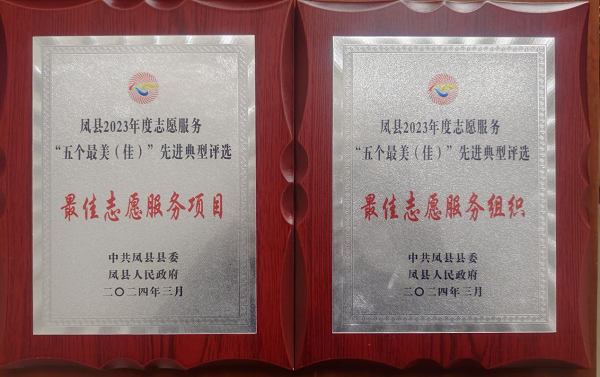 凤县2023年度志愿服务
“五个最美（佳）”先进典型评选
最佳志愿服务项目
中共凤县县委
凤县人民政府
二〇二四年三月
凤县2023年度志愿服务
“五个最美（佳）”先进典型评选
最佳志愿服务组织
中共凤县县委
凤县人民政府
二〇二四年三月